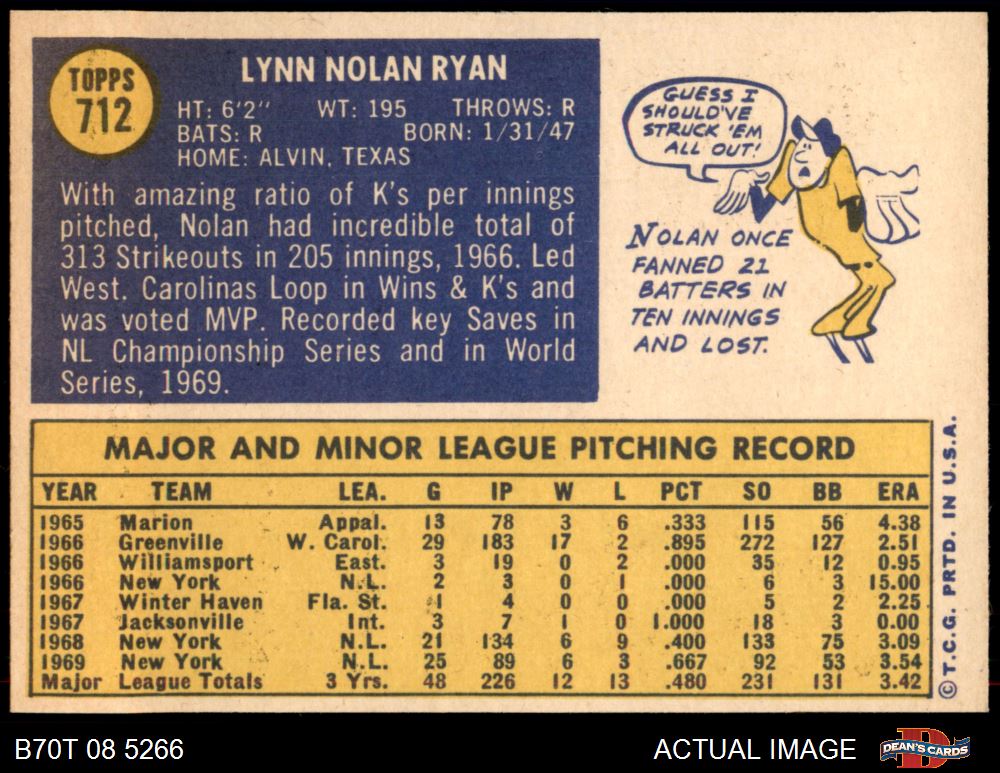 TOPPS
712
LYNN NOLAN RYAN
HT: 6'2" WT: 195 THROWS: R
BATS: R BORN: 1/31/47
HOME: ALVIN, TEXAS
With amazing ratio of K's per innings
pitched, Nolan had incredible total of
313 Strikeouts in 205 innings, 1966. Led
West. Carolinas Loop in Wins & K's and
was voted MVP. Recorded key Saves in
NL Championship Series and in World
Series, 1969.
GUESS I
SHOULD'VE
STRUCK 'EM
ALL OUT!
NOLAN ONCE
FANNED 21
BATTERS IN
TEN INNINGS
AND LOST.
MAJOR AND MINOR LEAGUE PITCHING RECORD
YEAR TEAM LEA. G IP W L PCT SO BB ERA
1965 Marion Appal. 13 78 3 6 .333 115 56 4.38
1966 Greenville W. Carol. 29 183 17 2 .895 272 127 2.51
1966 Williamsport East. 3 19 0 2 .000 35 12 0.95
1966 New York N.L. 2 3 0 1 .000 6 3 15.00
1967 Winter Haven Fla. St. 1 4 0 0 .000 5 2 2.25
1967 Jacksonville Int. 3 7 1 0 1.000 18 3 0.00
1968 New York N.L. 21 134 6 9 .400 133 75 3.09
1969 New York N.L. 25 89 6 3 .667 92 53 3.54
Major League Totals 3 Yrs. 48 226 12 13 .480 231 131 3.42
© T.C.G. PRTD. IN U.S.A.
B70T 08 5266
ACTUAL IMAGE
D
DEAN'S CARDS